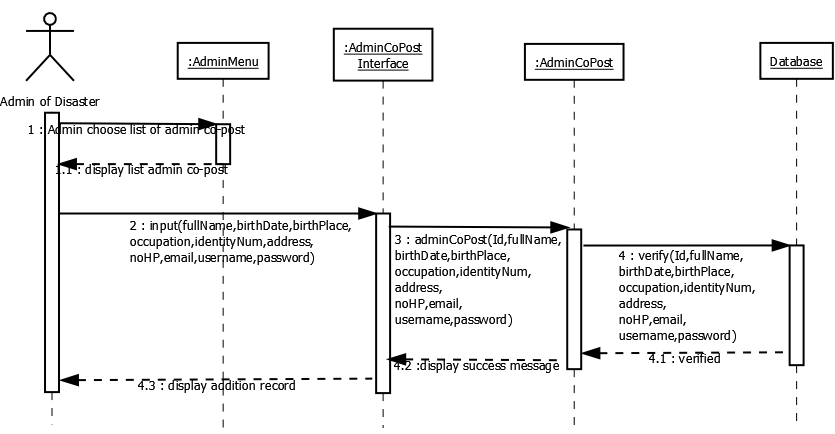 :AdminMenu
:AdminCoPost
Interface
:AdminCoPost
Database
Admin of Disaster
1 : Admin choose list of admin co-post
1.1 : display list admin co-post
2 : input(fullName,birthDate,birthPlace,
occupation,identityNum,address,
noHP,email,username,password)
3 : adminCoPost(Id,fullName,
birthDate,birthPlace,
occupation,identityNum,
address,
noHP,email,
username,password)
4 : verify(Id,fullName,
birthDate,birthPlace,
occupation,identityNum,
address,
noHP,email,
username,password)
4.1 : verified
4.2 :display success message
4.3 : display addition record